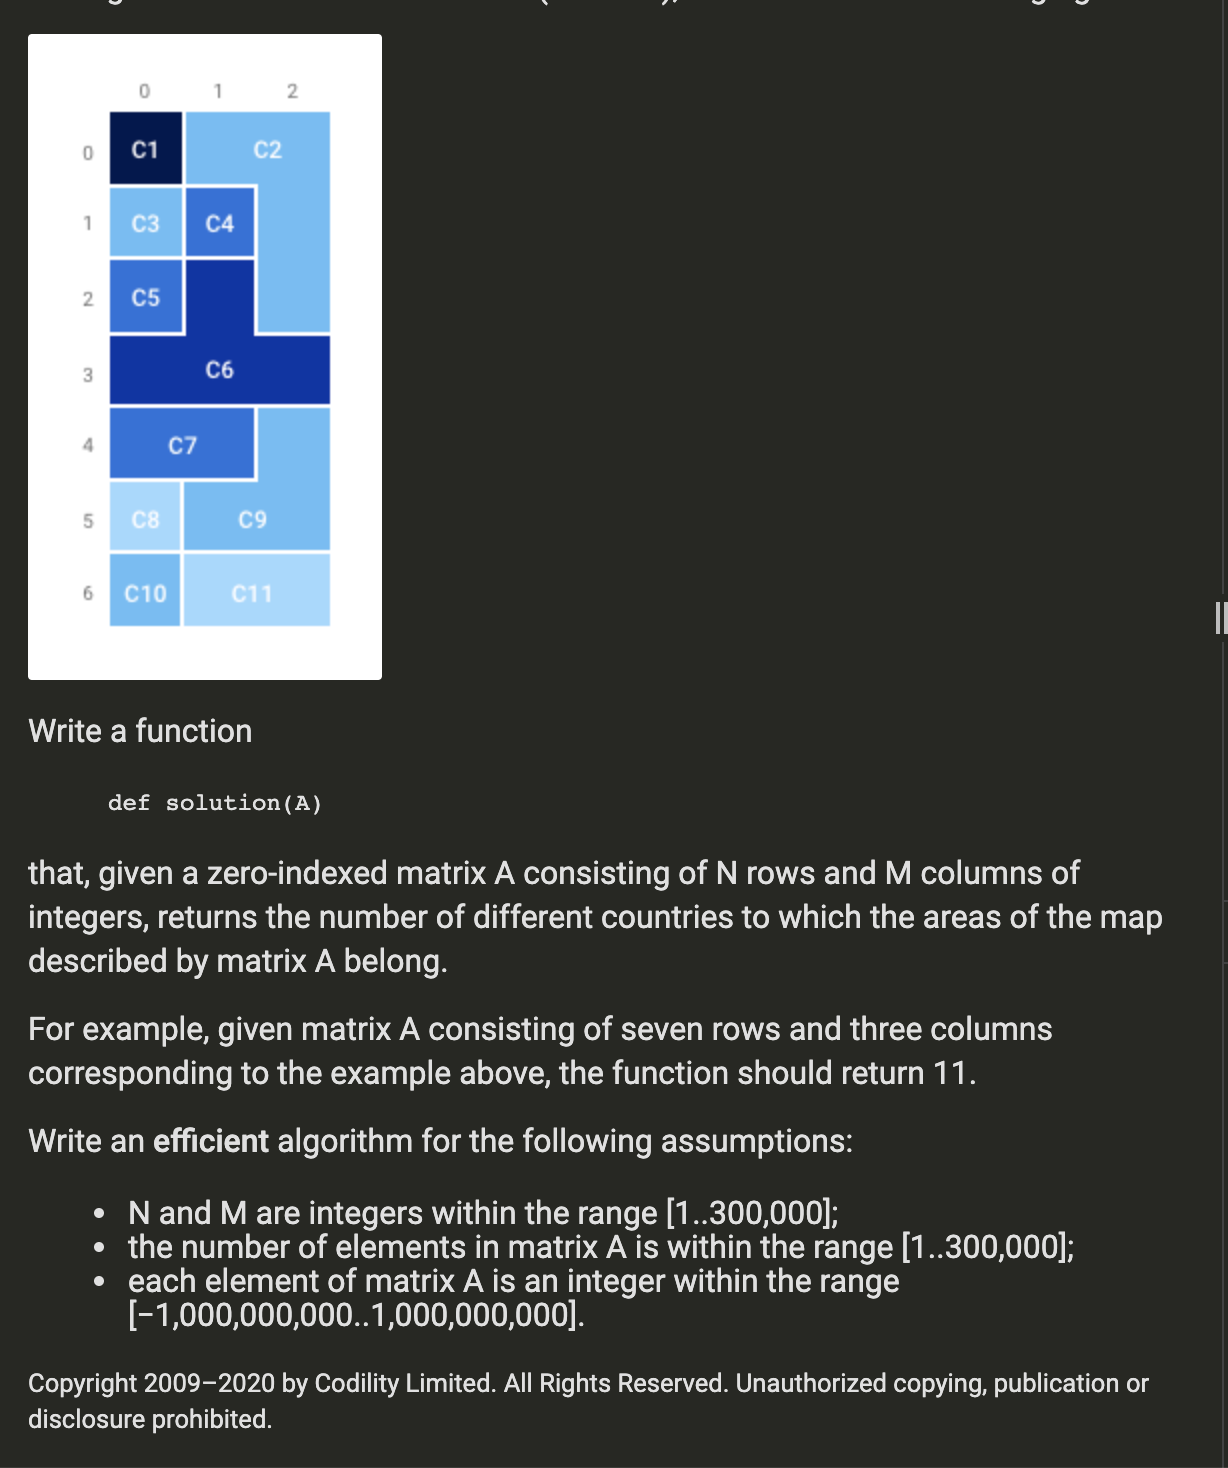 0 1 2
0 C1 C2
1 C3 C4
2 C5
3 C6
4 C7
5 C8 C9
6 C10 C11
Write a function
def solution(A)
that, given a zero-indexed matrix A consisting of N rows and M columns of
integers, returns the number of different countries to which the areas of the map
described by matrix A belong.
For example, given matrix A consisting of seven rows and three columns
corresponding to the example above, the function should return 11.
Write an efficient algorithm for the following assumptions:
• N and M are integers within the range [1..300,000];
• the number of elements in matrix A is within the range [1..300,000];
• each element of matrix A is an integer within the range
[−1,000,000,000..1,000,000,000].
Copyright 2009–2020 by Codility Limited. All Rights Reserved. Unauthorized copying, publication or
disclosure prohibited.